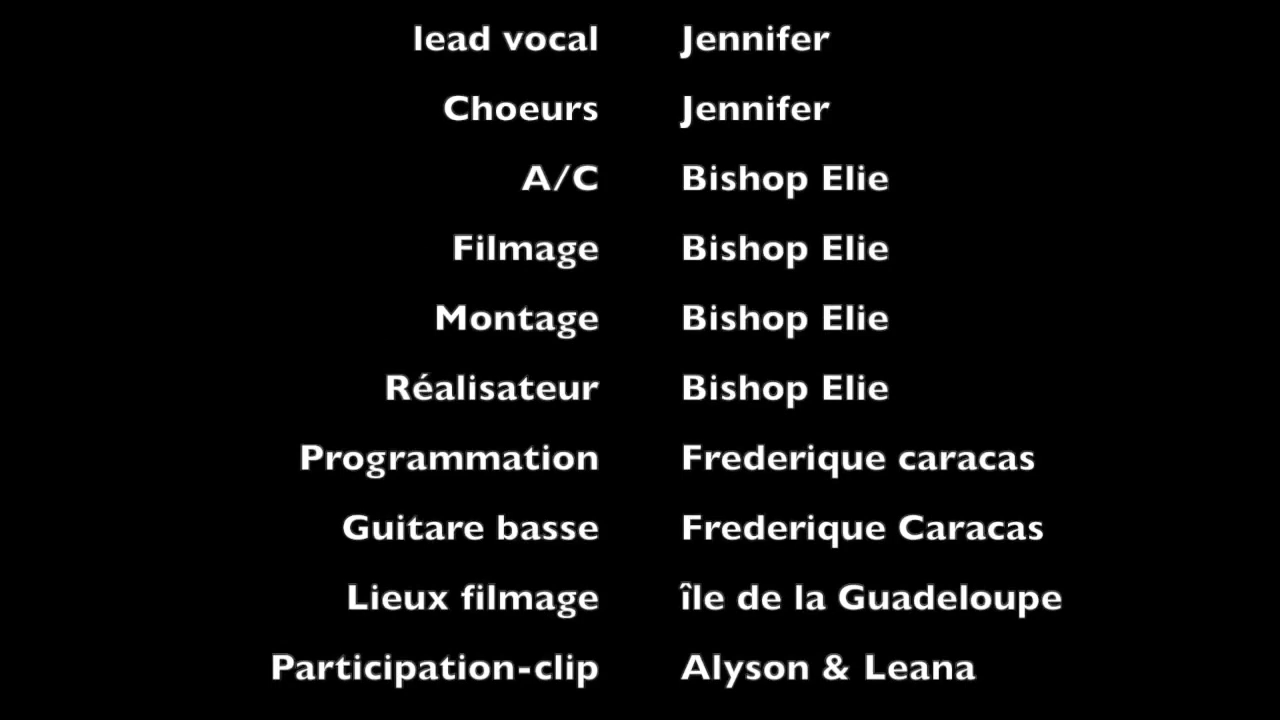 lead vocal Jennifer
Choeurs Jennifer
A/C Bishop Elie
Filmage Bishop Elie
Montage Bishop Elie
Réalisateur Bishop Elie
Programmation Frederique caracas
Guitare basse Frederique Caracas
Lieux filmage île de la Guadeloupe
Participation-clip Alyson & Leana